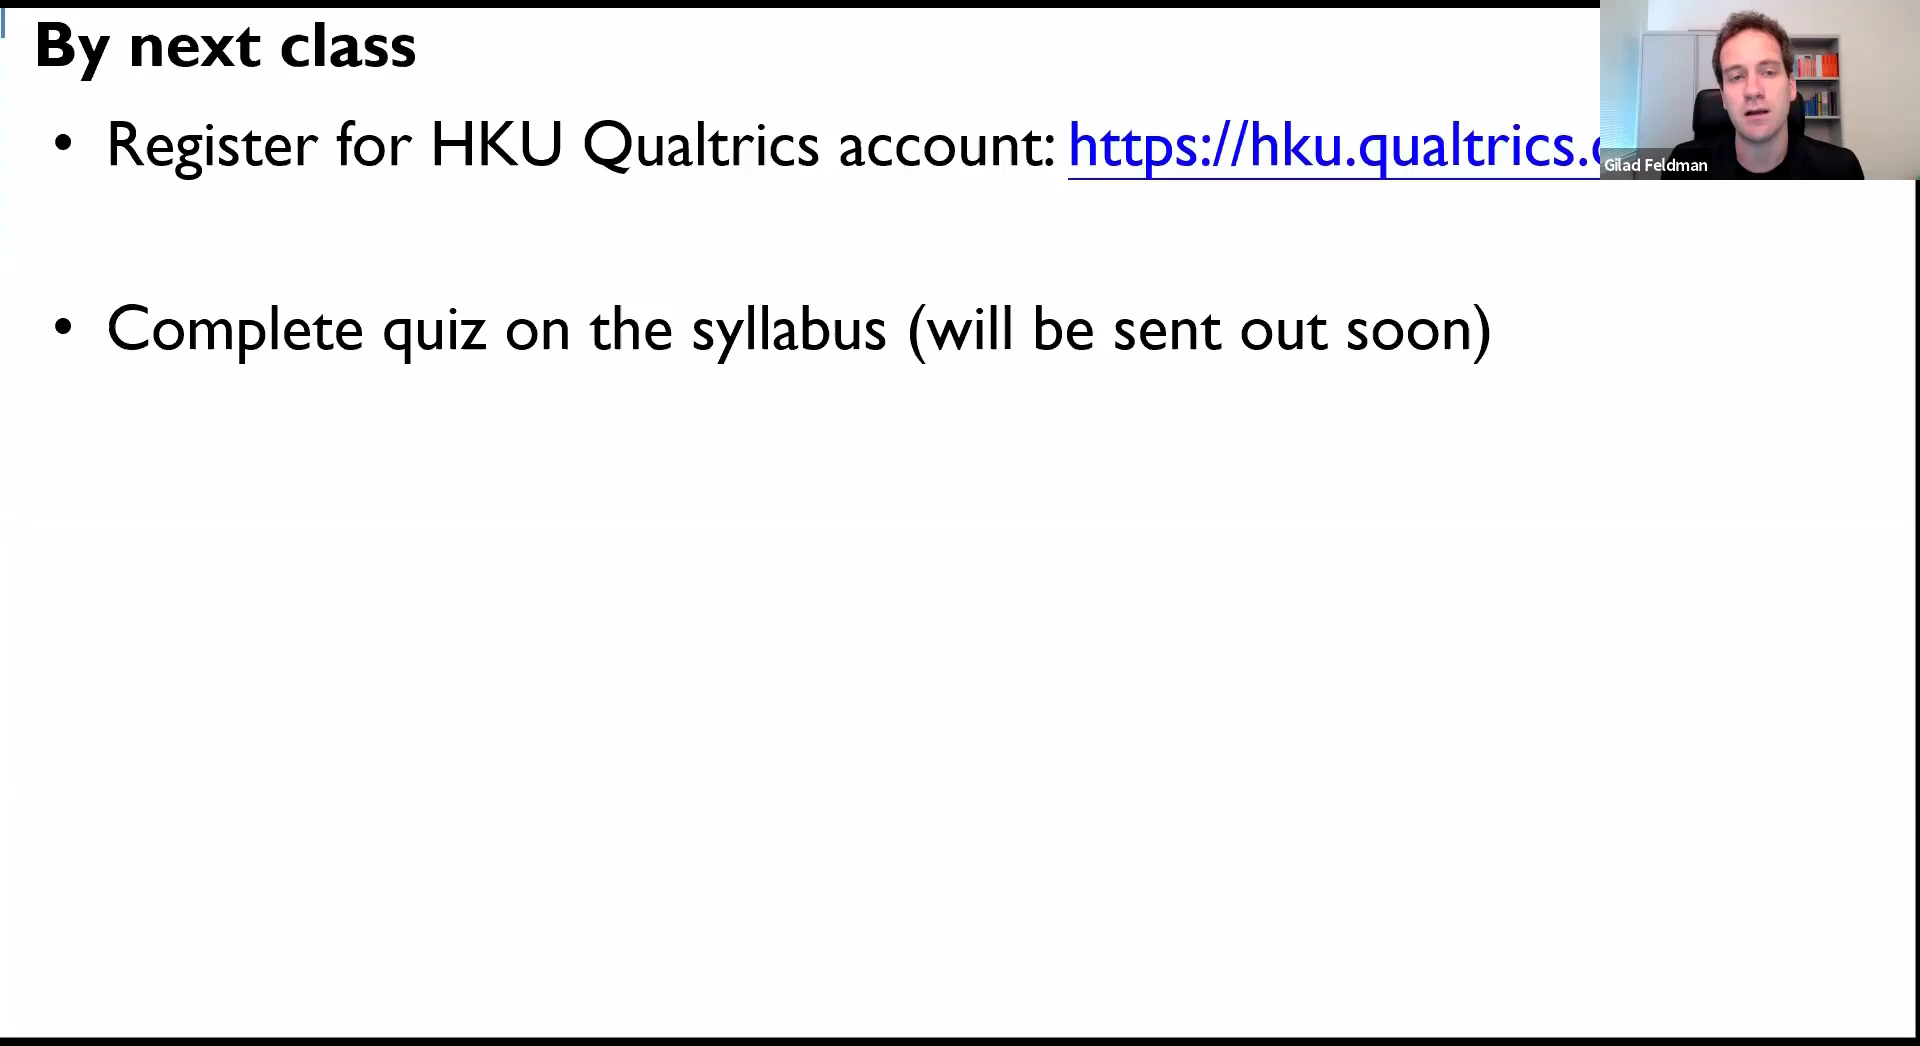 By next class
• Register for HKU Qualtrics account: https://hku.qualtrics.
Gilad Feldman
• Complete quiz on the syllabus (will be sent out soon)